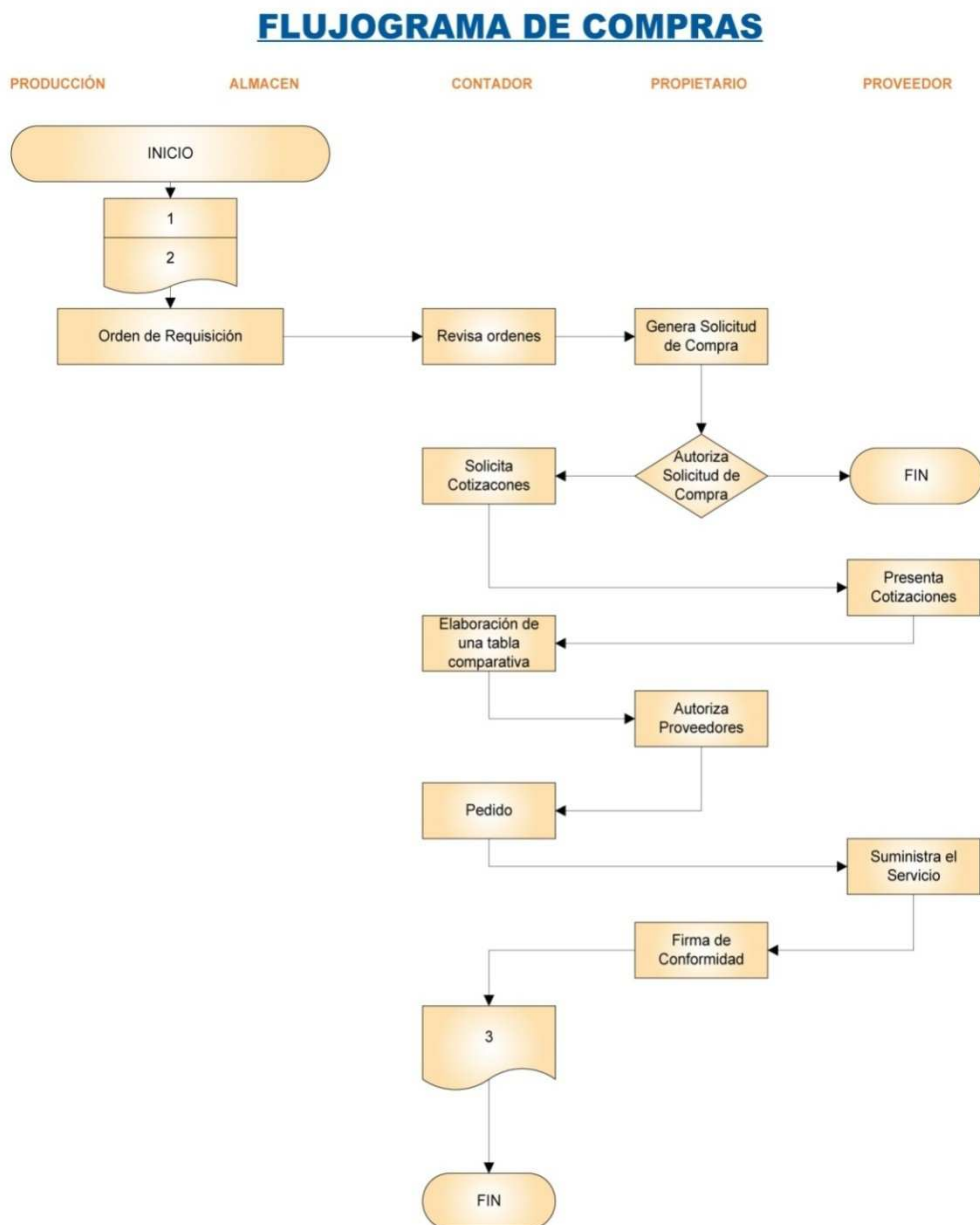 FLUJOGRAMA DE COMPRAS
PRODUCCIÓN ALMACEN CONTADOR PROPIETARIO PROVEEDOR
INICIO
1
2
Orden de Requisición
Revisa ordenes
Genera Solicitud
de Compra
Solicita
Cotizacones
Autoriza
Solicitud de
Compra
FIN
Presenta
Cotizaciones
Elaboración de
una tabla
comparativa
Autoriza
Proveedores
Pedido
Suministra el
Servicio
Firma de
Conformidad
3
FIN